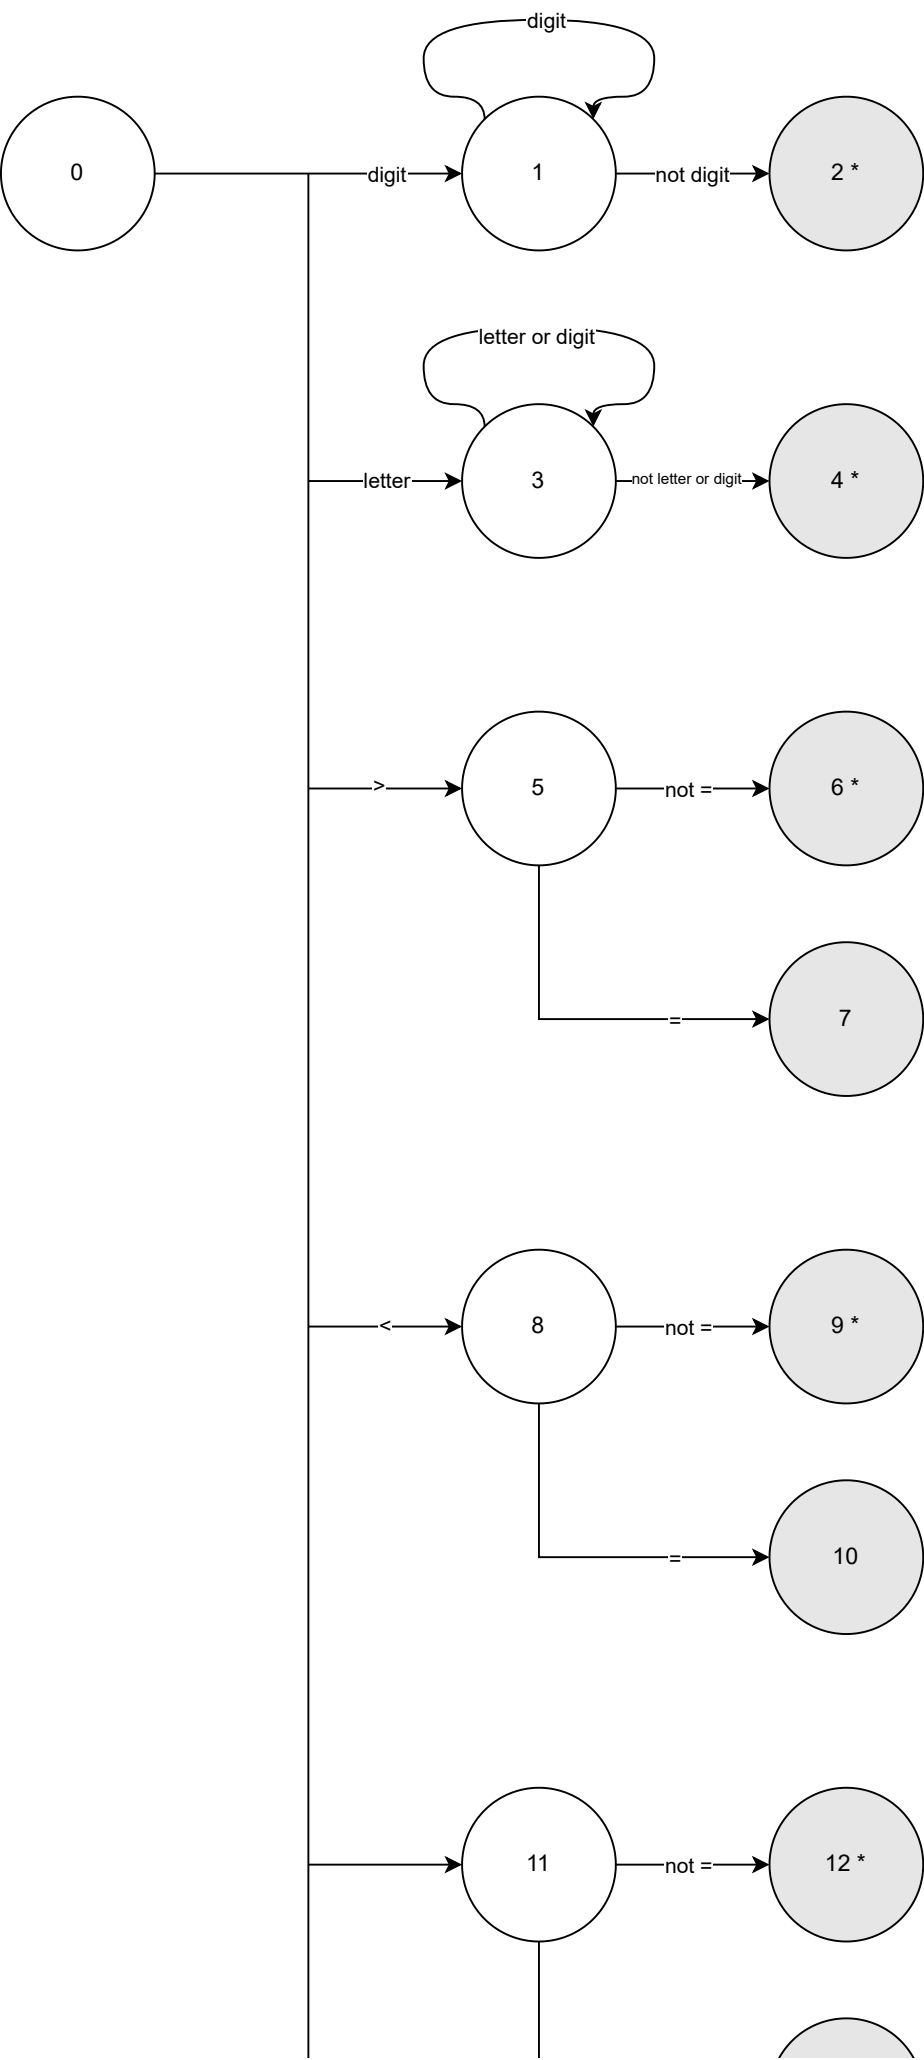 digit
0
digit
1
not digit
2 *
letter or digit
letter
3
not letter or digit
4 *
>
5
not =
6 *
=
7
<
8
not =
9 *
=
10
11
not =
12 *